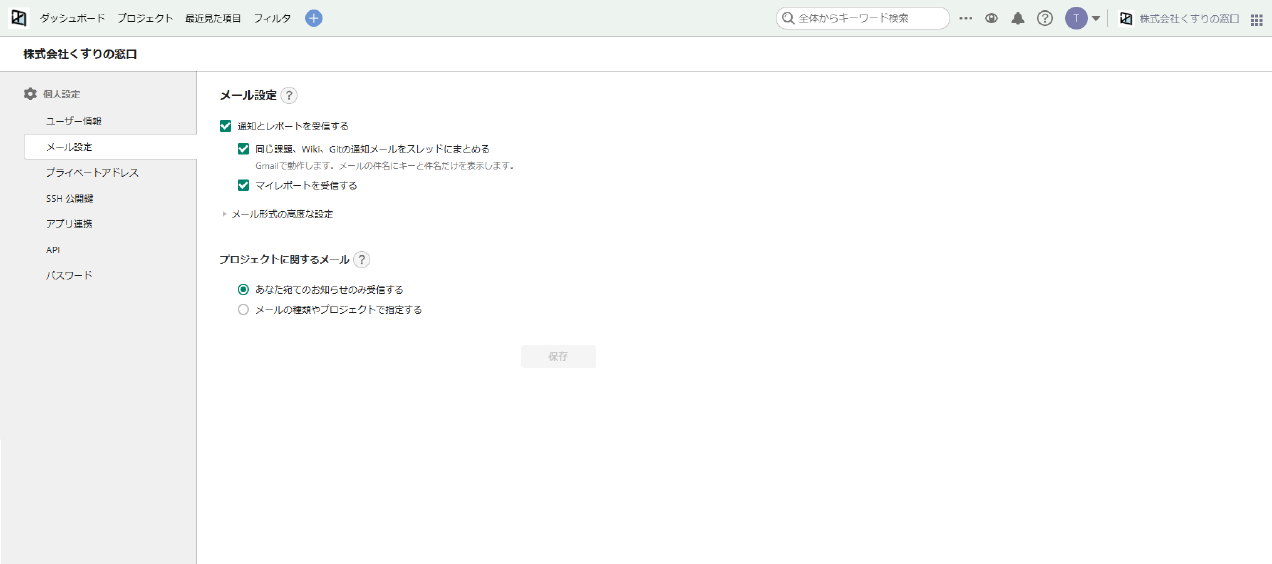 ダッシュボード プロジェクト 最近見た項目 フィルタ
全体からキーワード検索
T
株式会社くすりの窓口
株式会社くすりの窓口
個人設定
ユーザー情報
メール設定
プライベートアドレス
SSH 公開鍵
アプリ連携
API
パスワード
メール設定 ?
通知とレポートを受信する
同じ課題、Wiki、Gitの通知メールをスレッドにまとめる
Gmailで動作します。メールの件名にキーと件名だけを表示します。
マイレポートを受信する
メール形式の高度な設定
プロジェクトに関するメール ?
あなた宛てのお知らせのみ受信する
メールの種類やプロジェクトで指定する
保存